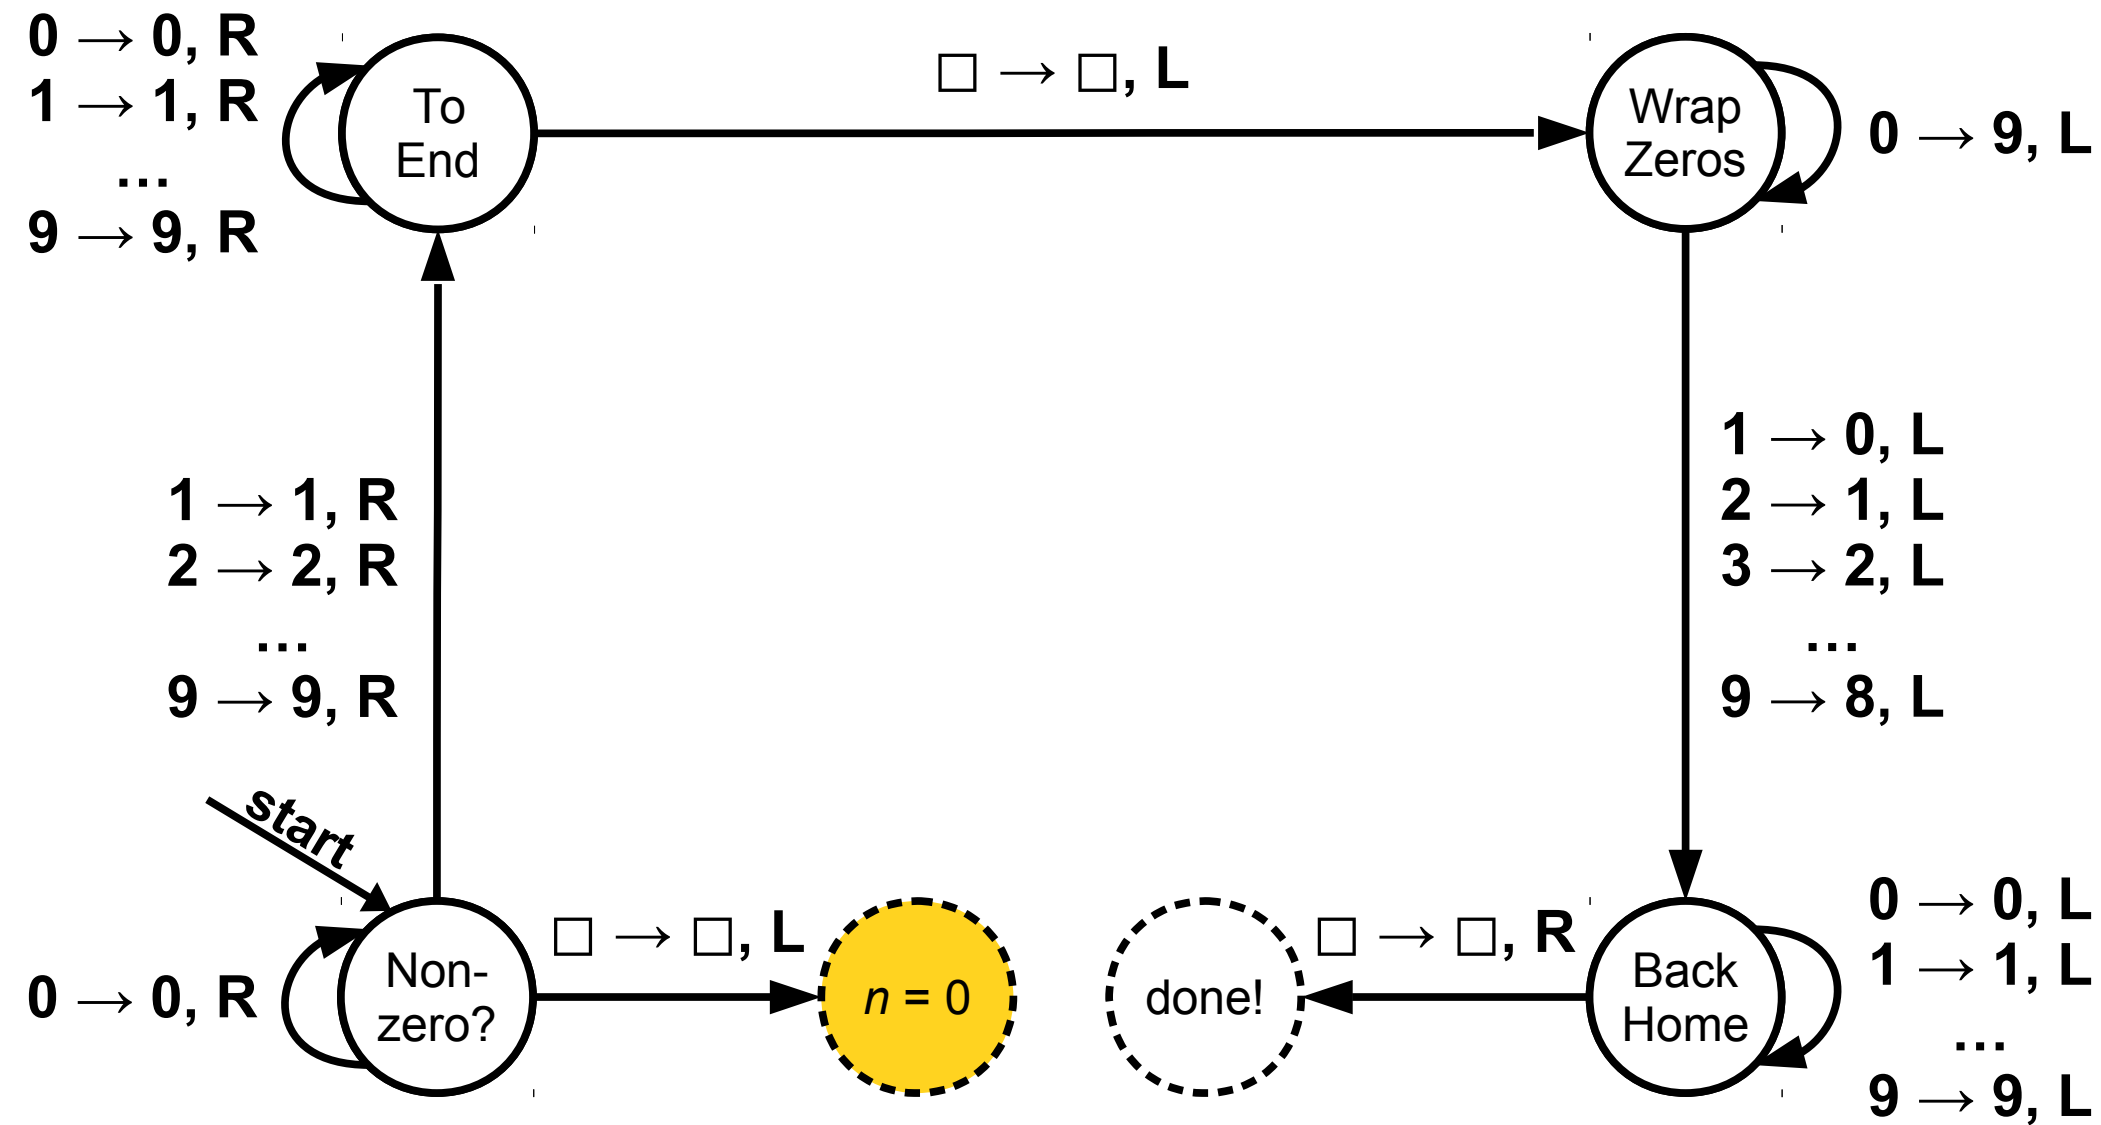 0 → 0, R
1 → 1, R
...
9 → 9, R
To
End
□ → □, L
Wrap
Zeros
0 → 9, L
1 → 1, R
2 → 2, R
...
9 → 9, R
1 → 0, L
2 → 1, L
3 → 2, L
...
9 → 8, L
start
Non-
zero?
0 → 0, R
□ → □, L
n = 0
done!
□ → □, R
Back
Home
0 → 0, L
1 → 1, L
...
9 → 9, L